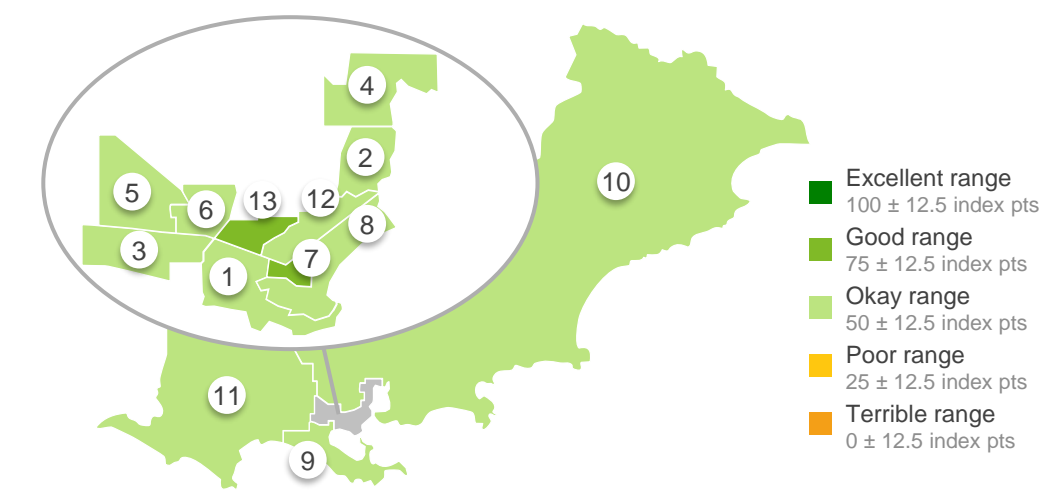 4
2
5
6
13
12
10
8
3
7
1
11
9
Excellent range
100 ± 12.5 index pts
Good range
75 ± 12.5 index pts
Okay range
50 ± 12.5 index pts
Poor range
25 ± 12.5 index pts
Terrible range
0 ± 12.5 index pts